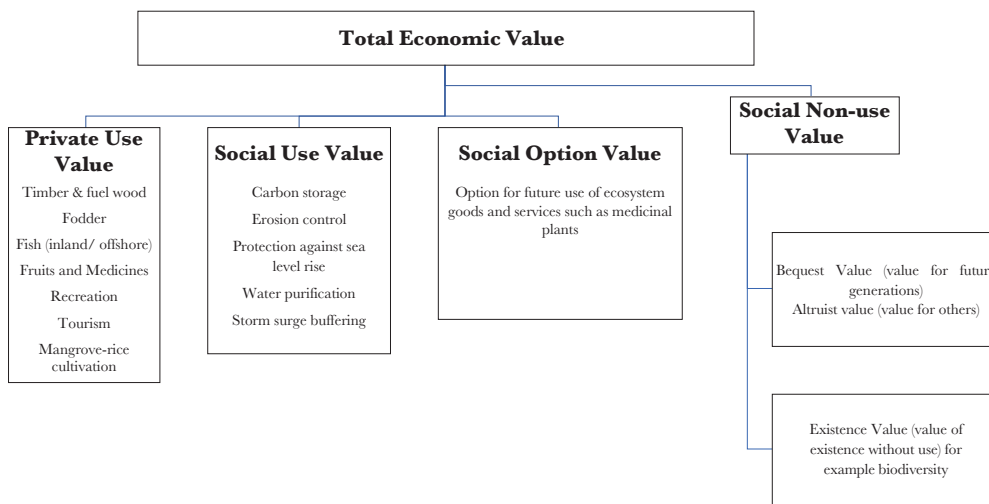 Total Economic Value
Private Use
Value
Timber & fuel wood
Fodder
Fish (inland/ offshore)
Fruits and Medicines
Recreation
Tourism
Mangrove-rice
cultivation
Social Use Value
Carbon storage
Erosion control
Protection against sea
level rise
Water purification
Storm surge buffering
Social Option Value
Option for future use of ecosystem
goods and services such as medicinal
plants
Social Non-use
Value
Bequest Value (value for futur
generations)
Altruist value (value for others)
Existence Value (value of
existence without use) for
example biodiversity